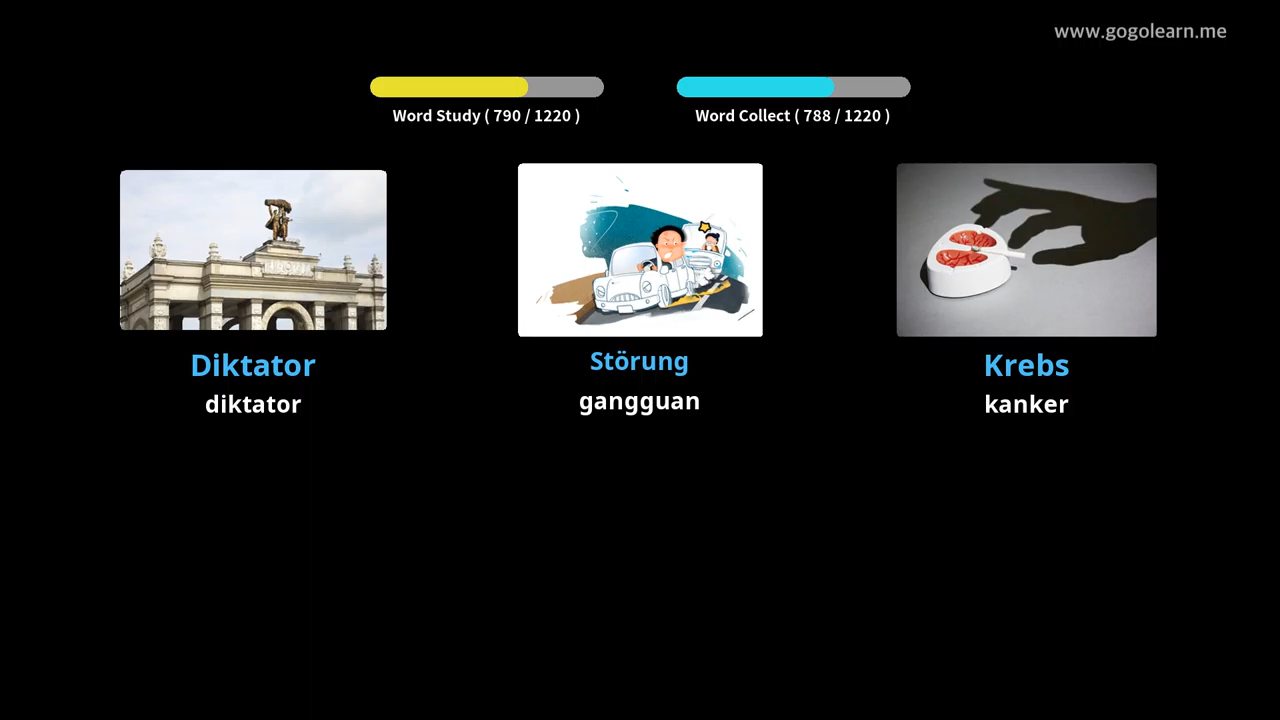 www.gogolearn.me
Word Study ( 790 / 1220 )
Word Collect ( 788 / 1220 )
Diktator
diktator
Störung
gangguan
Krebs
kanker